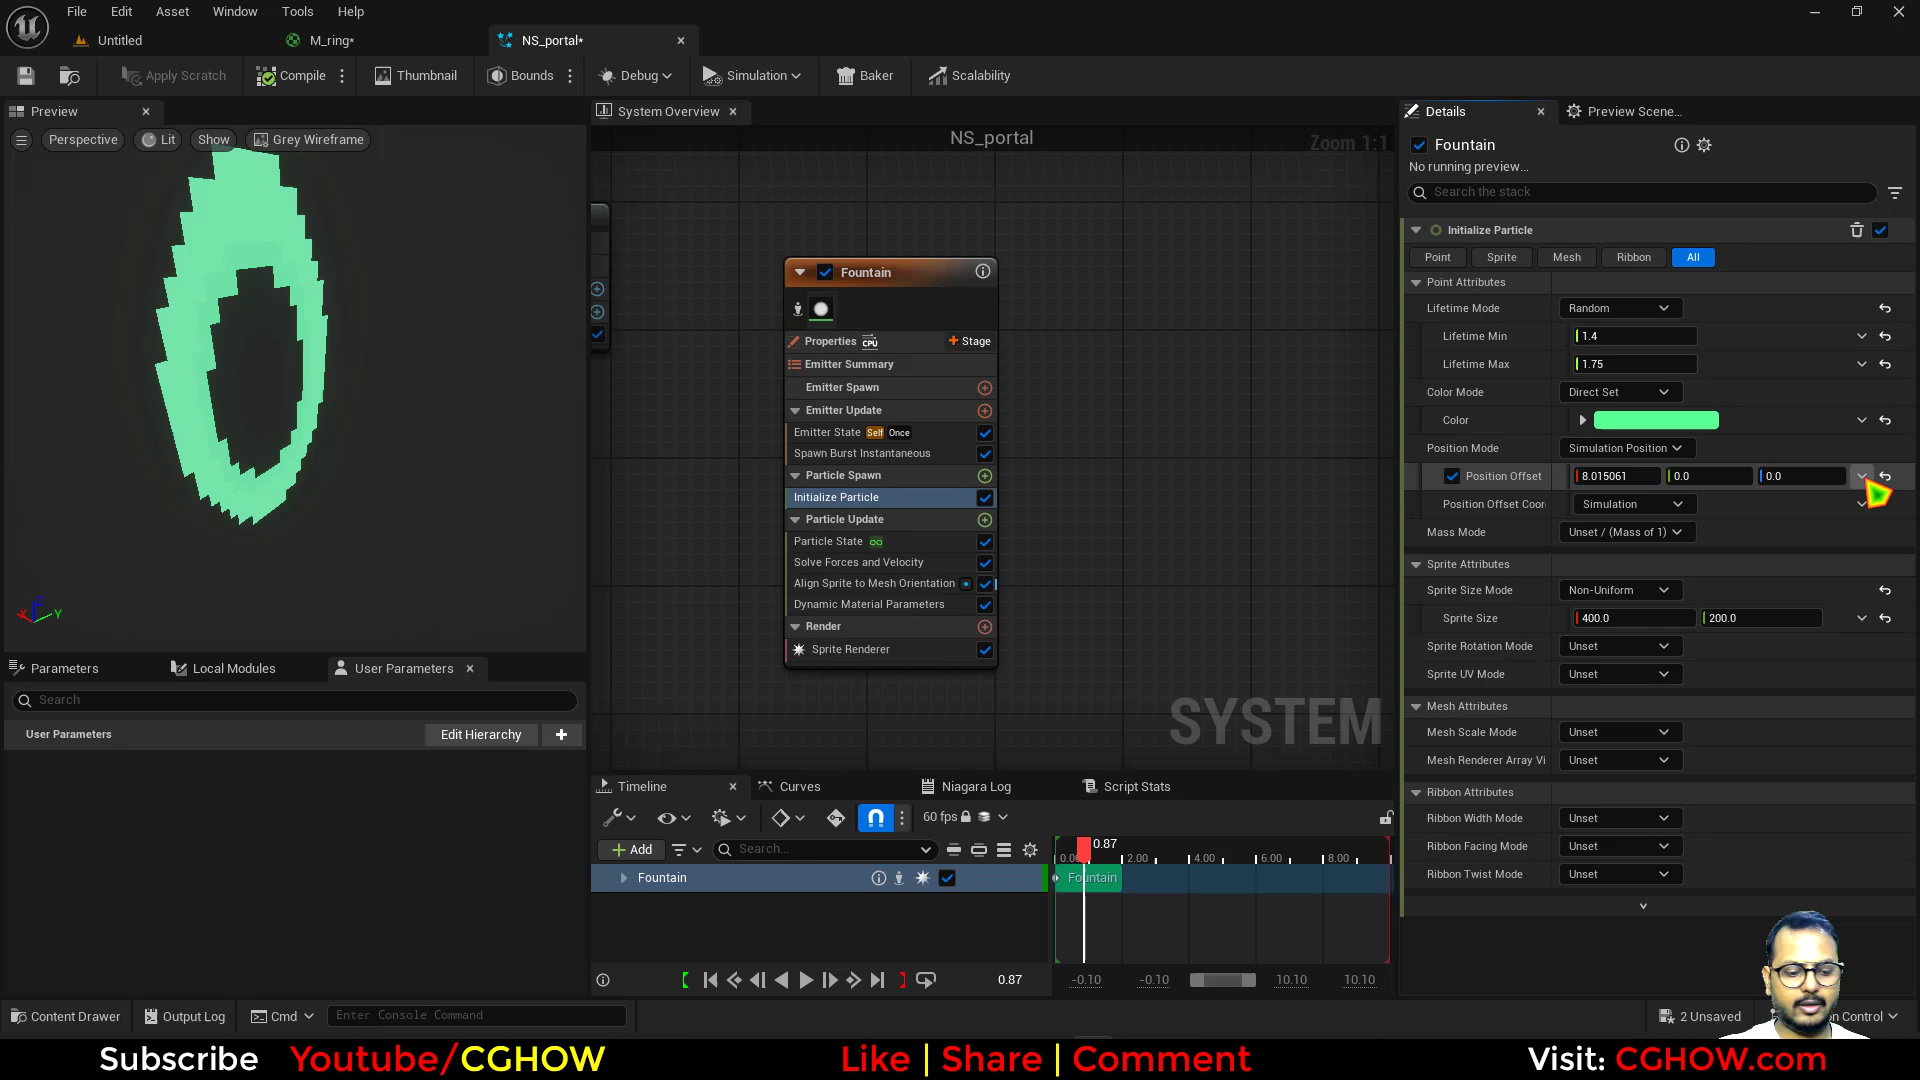 File Edit Asset Window Tools Help
Untitled M_ring* NS_portal*
Apply Scratch Compile Thumbnail Bounds Debug Simulation Baker Scalability
Preview System Overview Details Preview Scene...
Perspective Lit Show Grey Wireframe
NS_portal
Zoom 1:1
Fountain
No running preview...
Search the stack
Initialize Particle
Point Sprite Mesh Ribbon All
Point Attributes
Lifetime Mode Random
Lifetime Min 1.4
Lifetime Max 1.75
Color Mode Direct Set
Color
Position Mode Simulation Position
Position Offset 8.015061 0.0 0.0
Position Offset Coor Simulation
Mass Mode Unset / (Mass of 1)
Sprite Attributes
Sprite Size Mode Non-Uniform
Sprite Size 400.0 200.0
Sprite Rotation Mode Unset
Sprite UV Mode Unset
Mesh Attributes
Mesh Scale Mode Unset
Mesh Renderer Array Vi Unset
Ribbon Attributes
Ribbon Width Mode Unset
Ribbon Facing Mode Unset
Ribbon Twist Mode Unset
Fountain
Properties CPU Stage
Emitter Summary
Emitter Spawn
Emitter Update
Emitter State Self Once
Spawn Burst Instantaneous
Particle Spawn
Initialize Particle
Particle Update
Particle State
Solve Forces and Velocity
Align Sprite to Mesh Orientation
Dynamic Material Parameters
Render
Sprite Renderer
SYSTEM
X Y
Parameters Local Modules User Parameters
Search
User Parameters Edit Hierarchy
Timeline Curves Niagara Log Script Stats
60 fps
Add Search... 0.87
0.00 2.00 4.00 6.00 8.00
Fountain Fountain
0.87 -0.10 -0.10 10.10 10.10
Content Drawer Output Log Cmd Enter Console Command 2 Unsaved on Control
Subscribe Youtube/CGHOW Like | Share | Comment Visit: CGHOW.com